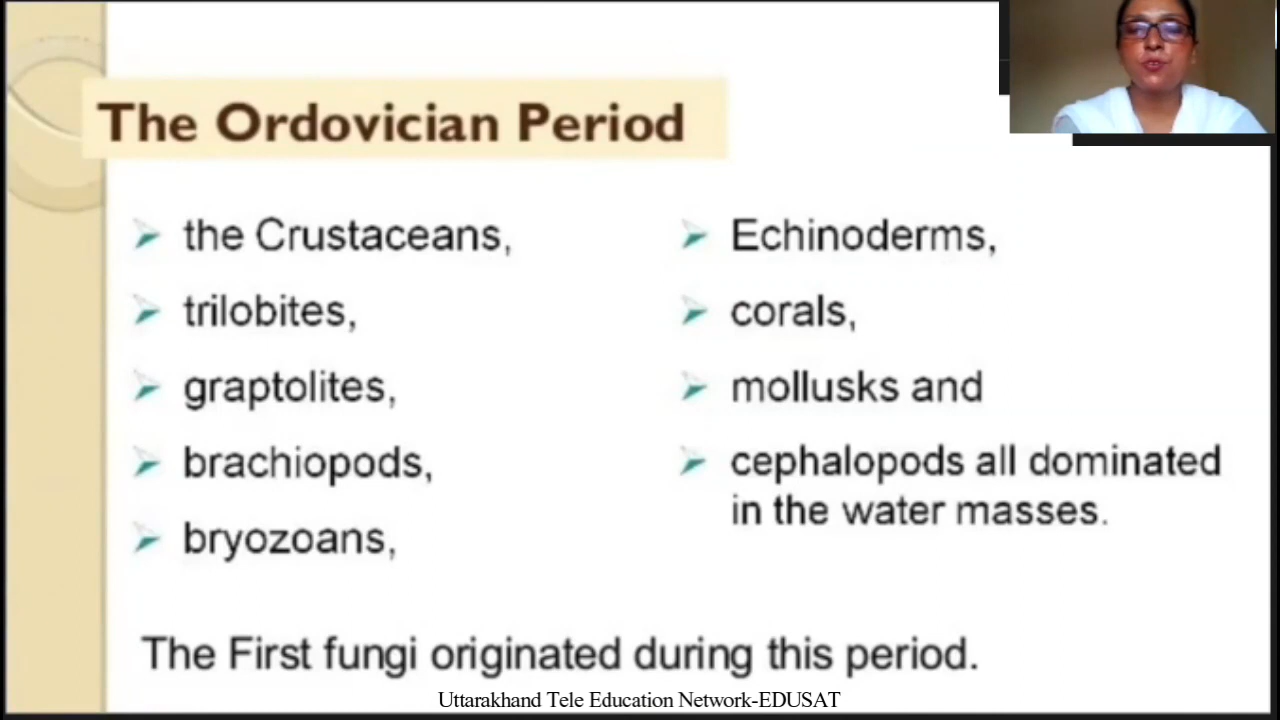 The Ordovician Period
the Crustaceans,
trilobites,
graptolites,
brachiopods,
bryozoans,
Echinoderms,
corals,
mollusks and
cephalopods all dominated
in the water masses.
The First fungi originated during this period.
Uttarakhand Tele Education Network-EDUSAT